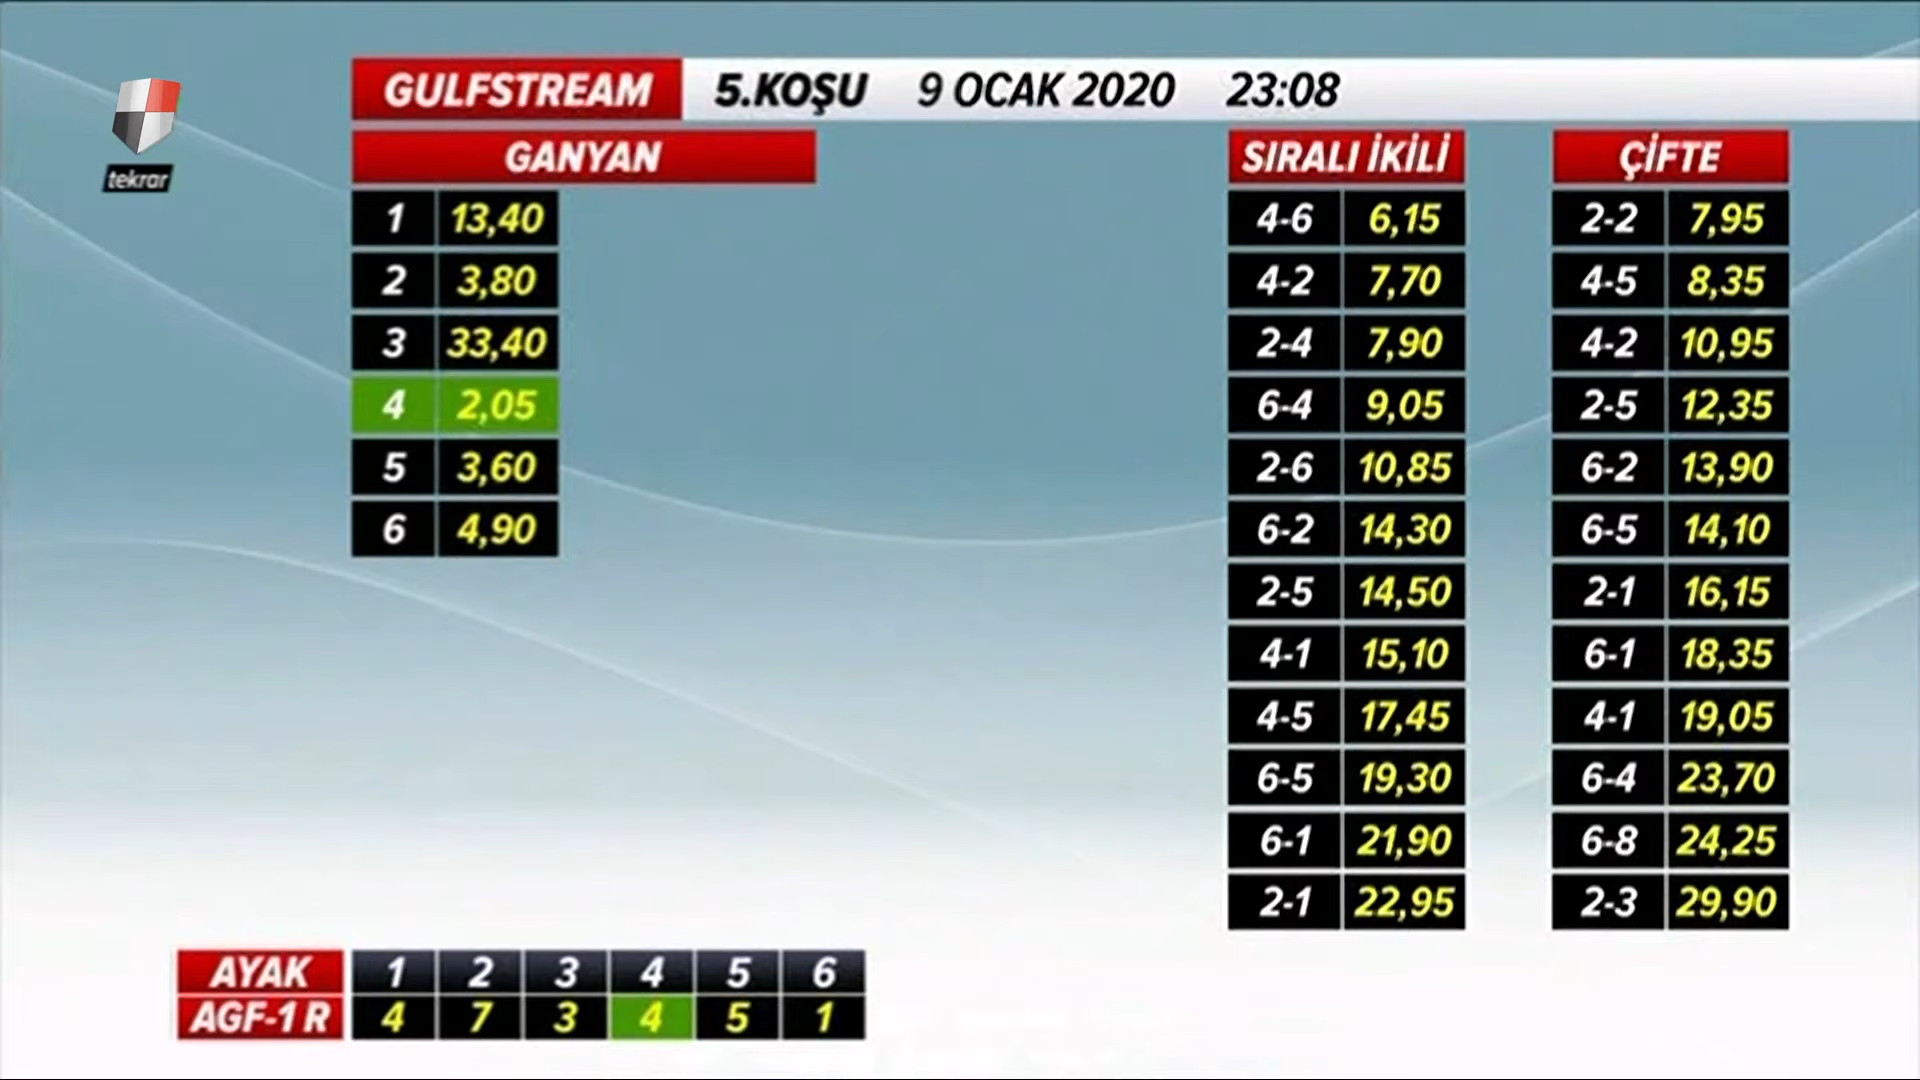 GULFSTREAM 5.KOŞU 9 OCAK 2020 23:08
tekrar
GANYAN SIRALI İKİLİ ÇİFTE
1 13,40 4-6 6,15 2-2 7,95
2 3,80 4-2 7,70 4-5 8,35
3 33,40 2-4 7,90 4-2 10,95
4 2,05 6-4 9,05 2-5 12,35
5 3,60 2-6 10,85 6-2 13,90
6 4,90 6-2 14,30 6-5 14,10
2-5 14,50 2-1 16,15
4-1 15,10 6-1 18,35
4-5 17,45 4-1 19,05
6-5 19,30 6-4 23,70
6-1 21,90 6-8 24,25
2-1 22,95 2-3 29,90
AYAK 1 2 3 4 5 6
AGF-1 R 4 7 3 4 5 1